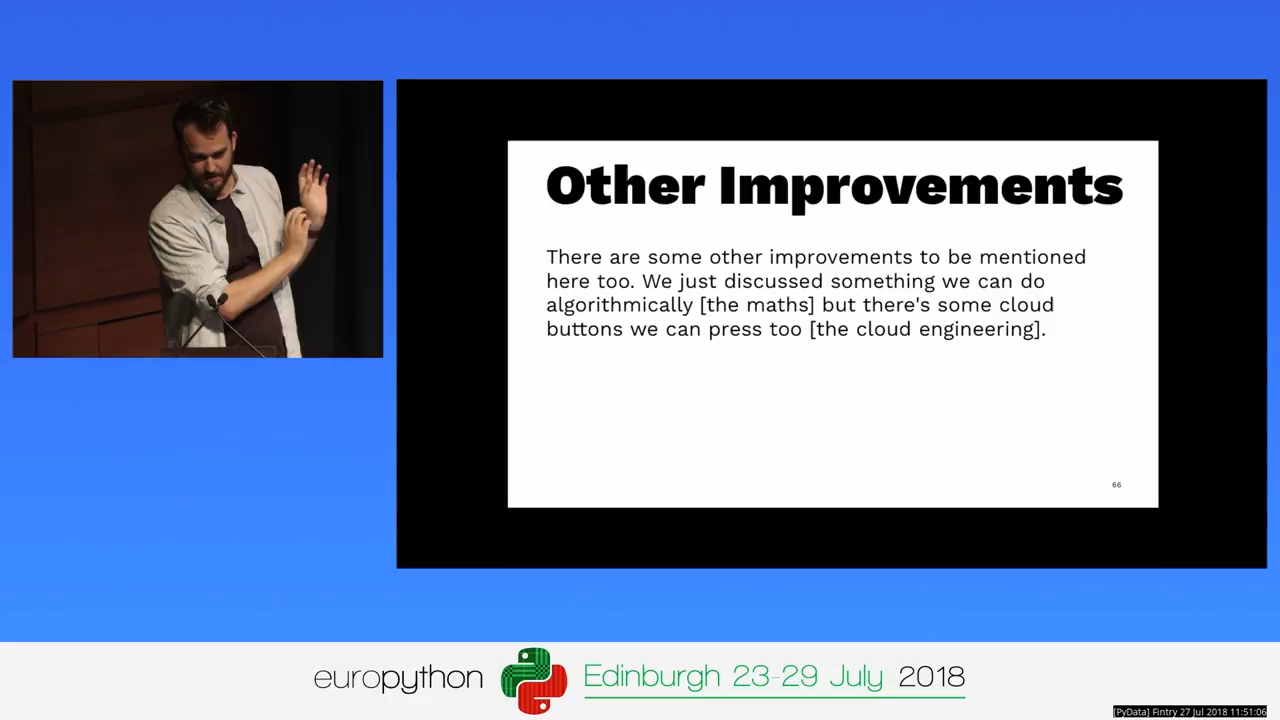 Other Improvements
There are some other improvements to be mentioned
here too. We just discussed something we can do
algorithmically [the maths] but there's some cloud
buttons we can press too [the cloud engineering].
66
europython Edinburgh 23-29 July 2018
[PyData] Fintry 27 Jul 2018 11:51:06